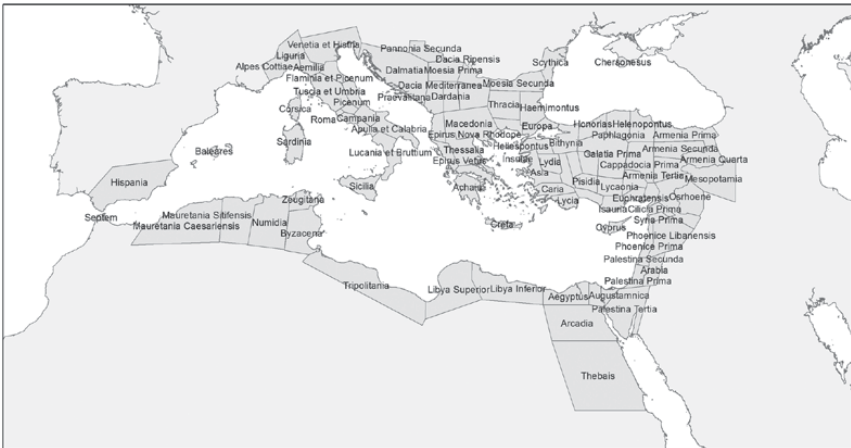 Venetia et Histria
Pannonia Secunda
Liguria
Dacia Ripensis
Scythica
Chersonesus
Alpes Cottiae
Aemilia
Dalmatia
Moesia Prima
Flaminia et Picenum
Dacia Mediterranea
Moesia Secunda
Tuscia et Umbria
Praevalitana
Dardania
Picenum
Thracia
Haemimontus
Corsica
Roma
Campania
Macedonia
Europa
Honorias
Helenopontus
Apulia et Calabria
Epirus Nova
Rhodope
Paphlagonia
Armenia Prima
Sardinia
Hellespontus
Bithynia
Baleares
Lucania et Bruttium
Thessalia
Insulae
Galatia Prima
Armenia Secunda
Epirus Vetus
Lydia
Cappadocia Prima
Armenia Quarta
Asia
Armenia Tertia
Mesopotamia
Hispania
Sicilia
Achaia
Caria
Pisidia
Lycaonia
Zeugitana
Lycia
Euphratensis
Osrhoene
Septem
Mauretania Sitifensis
Isauria
Cilicia Prima
Mauretania Caesariensis
Numidia
Creta
Cyprus
Syria Prima
Byzacena
Phoenice Libanensis
Phoenice Prima
Palestina Secunda
Arabia
Tripolitania
Libya Superior
Libya Inferior
Palestina Prima
Aegyptus
Augustamnica
Palestina Tertia
Arcadia
Thebais